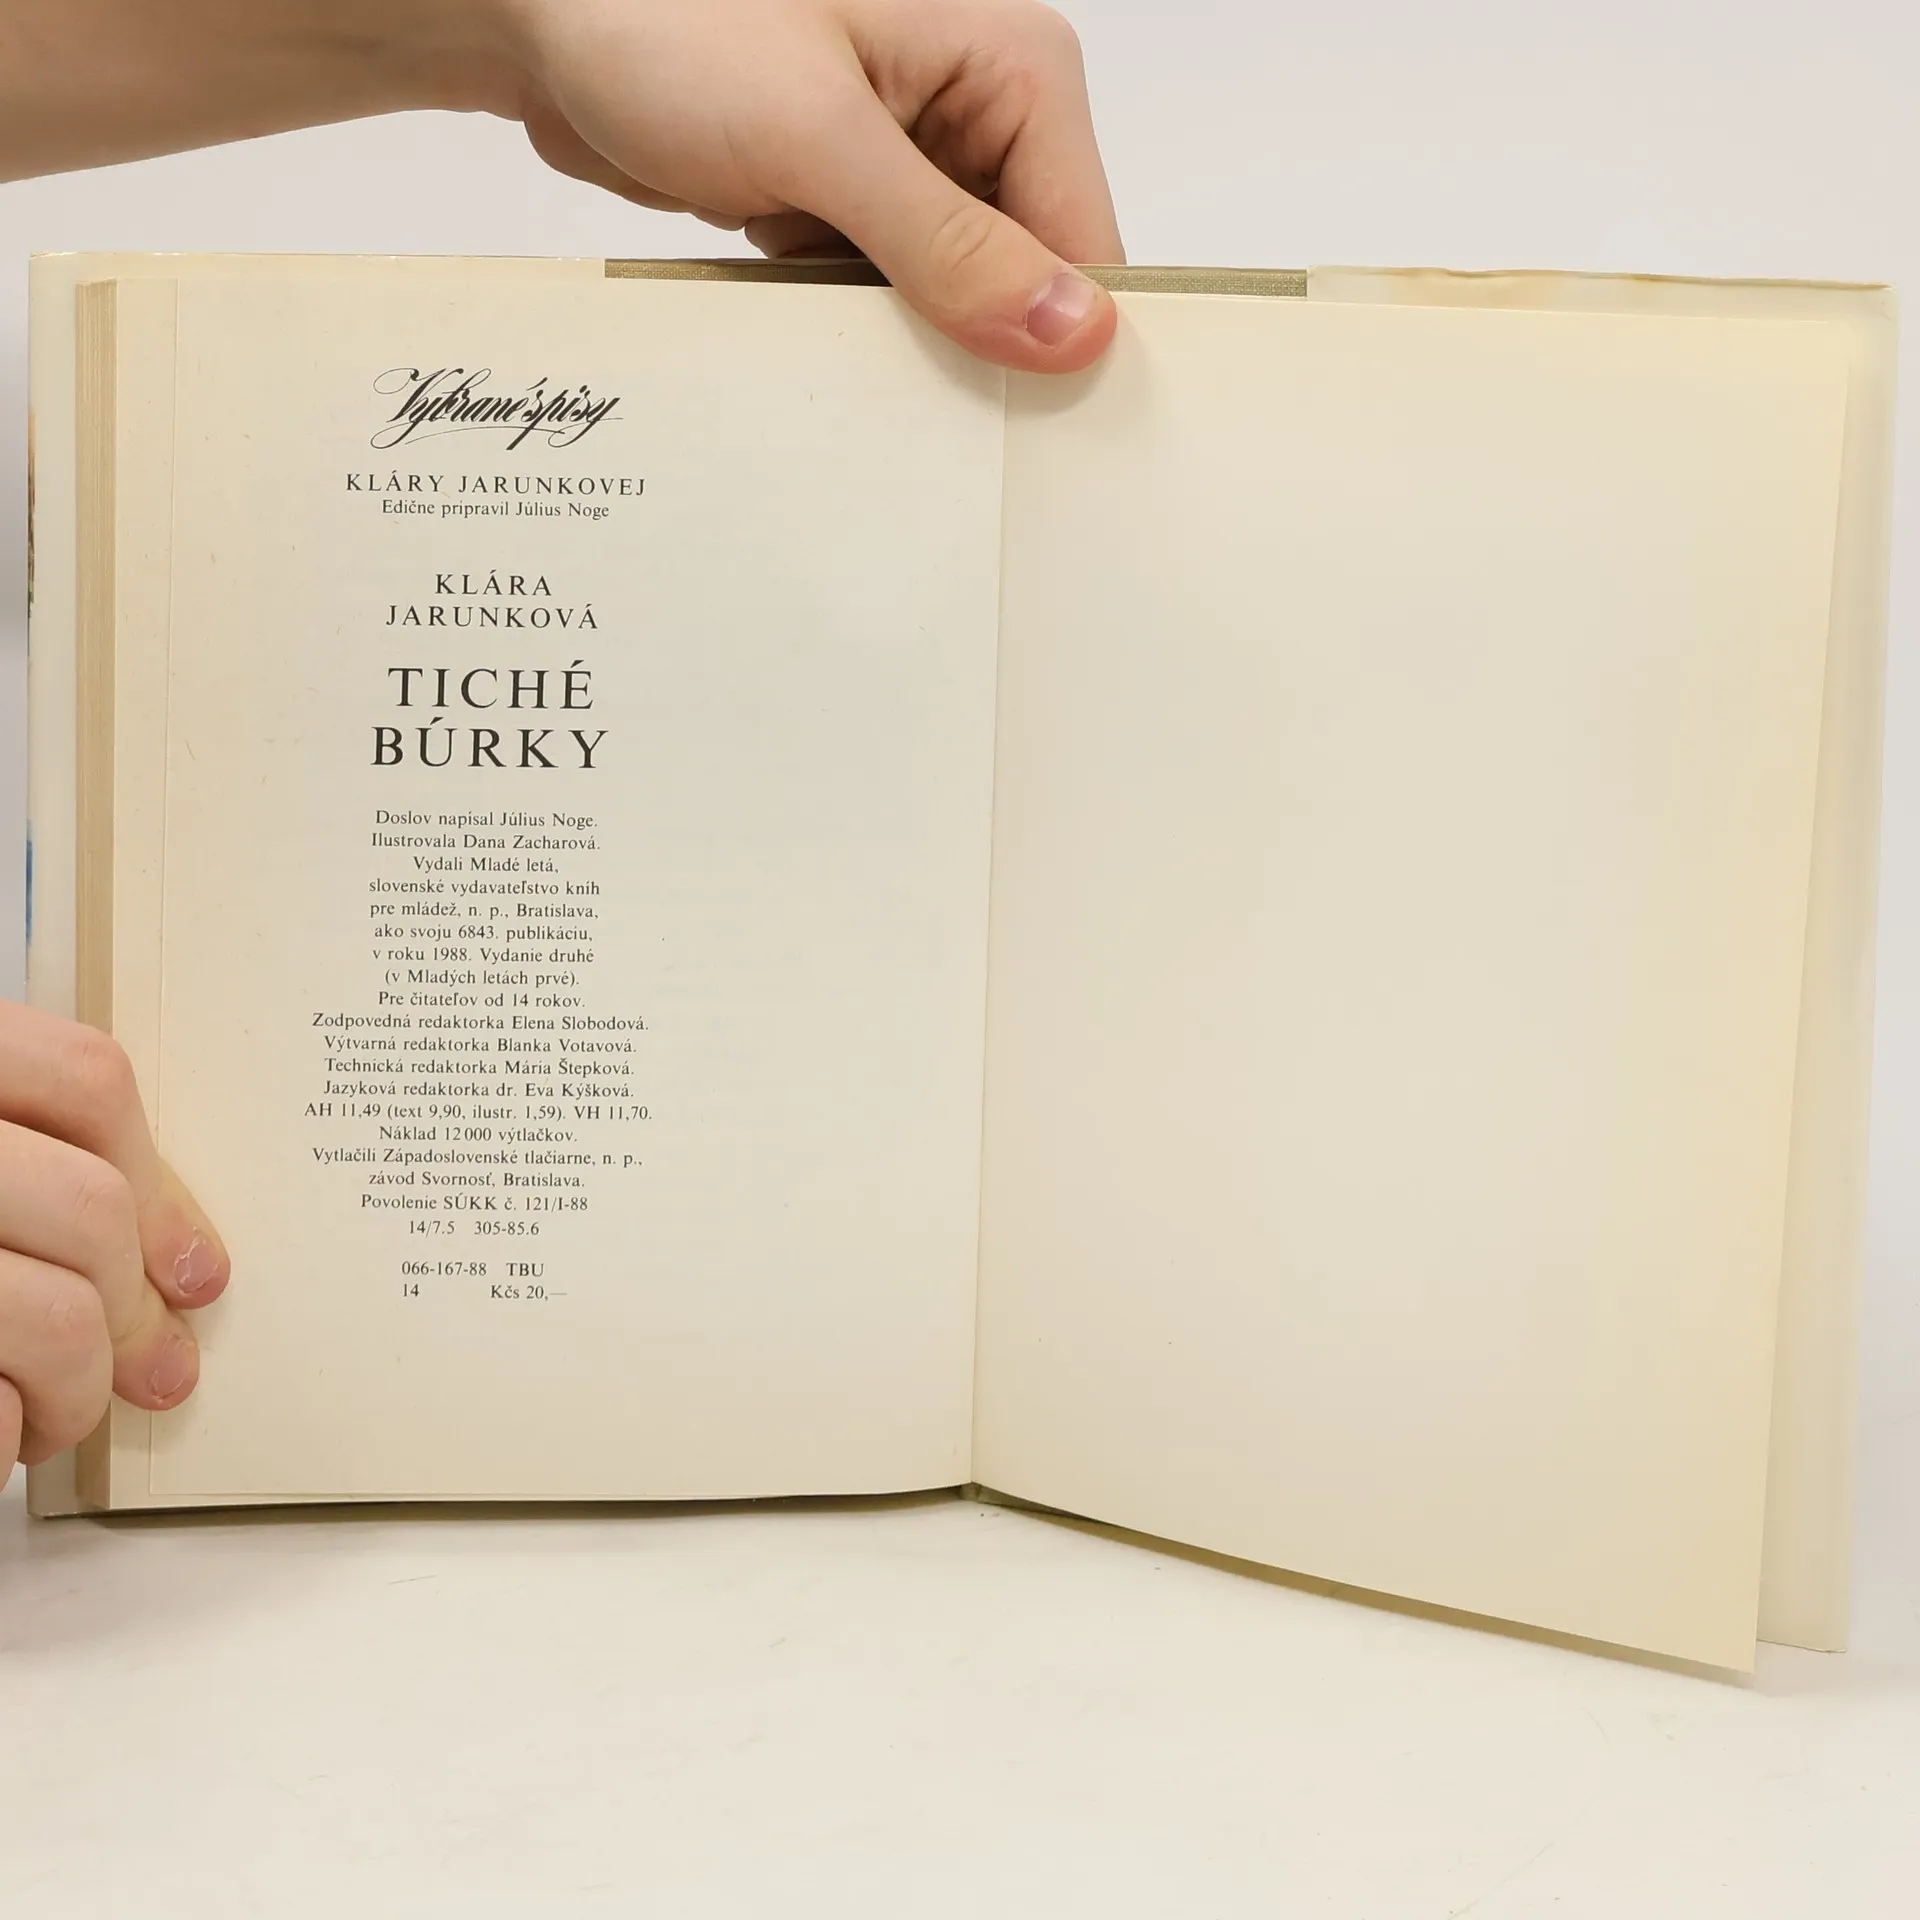 Vybrané spisy
KLÁRY JARUNKOVEJ
Edične pripravil Július Noge
KLÁRA
JARUNKOVÁ
TICHÉ
BÚRKY
Doslov napísal Július Noge.
Ilustrovala Dana Zacharová.
Vydali Mladé letá,
slovenské vydavateľstvo kníh
pre mládež, n. p., Bratislava,
ako svoju 6843. publikáciu,
v roku 1988. Vydanie druhé
(v Mladých letách prvé).
Pre čitateľov od 14 rokov.
Zodpovedná redaktorka Elena Slobodová.
Výtvarná redaktorka Blanka Votavová.
Technická redaktorka Mária Štepková.
Jazyková redaktorka dr. Eva Kýšková.
AH 11,49 (text 9,90, ilustr. 1,59). VH 11,70.
Náklad 12 000 výtlačkov.
Vytlačili Západoslovenské tlačiarne, n. p.,
závod Svornosť, Bratislava.
Povolenie SÚKK č. 121/I-88
14/7.5 305-85.6
066-167-88 TBU
14 Kčs 20,—